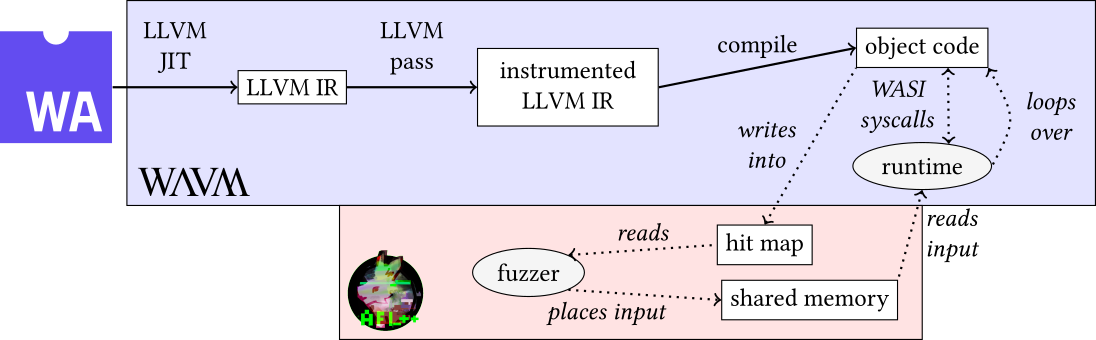 WA
LLVM
JIT
LLVM IR
LLVM
pass
instrumented
LLVM IR
compile
object code
WASI
syscalls
loops
over
writes
into
runtime
WAVM
reads
input
reads
hit map
fuzzer
places input
shared memory
AFL++